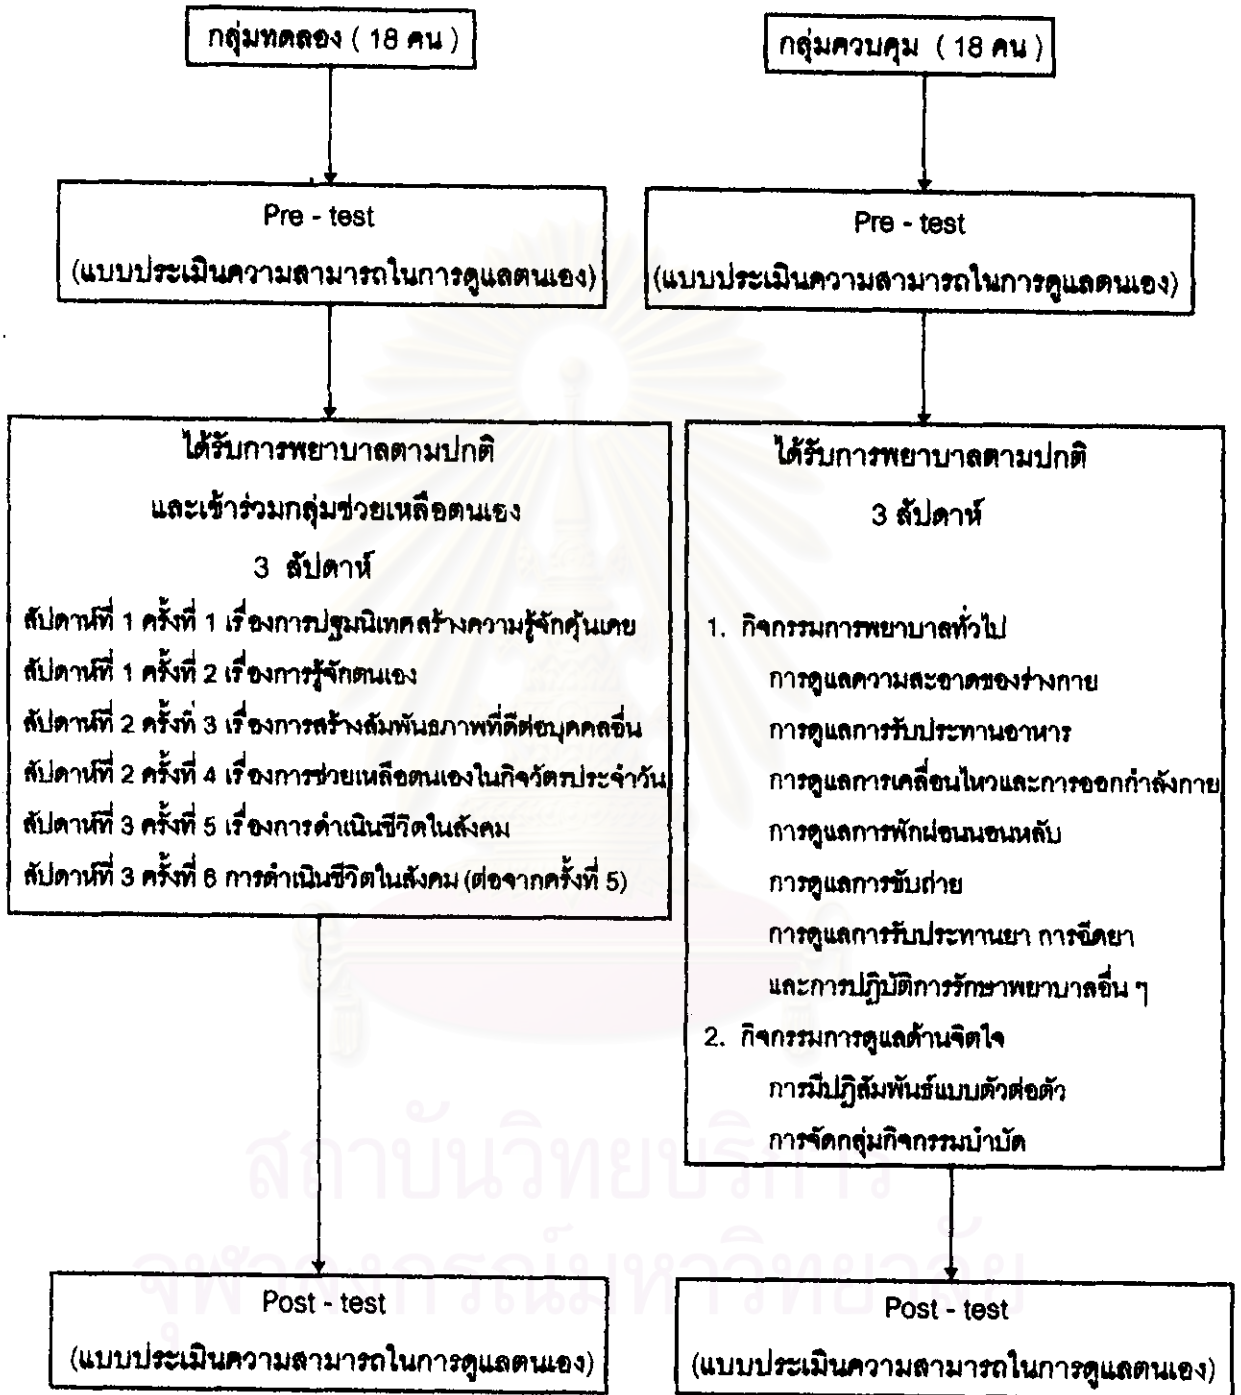 กลุ่มทดลอง ( 18 คน )
Pre - test
(แบบประเมินความสามารถในการดูแลตนเอง)
ได้รับการพยาบาลตามปกติ
และเข้าร่วมกลุ่มช่วยเหลือตนเอง
3 สัปดาห์
สัปดาห์ที่ 1 ครั้งที่ 1 เรื่องการปฐมนิเทศสร้างความรู้จักคุ้นเคย
สัปดาห์ที่ 1 ครั้งที่ 2 เรื่องการรู้จักตนเอง
สัปดาห์ที่ 2 ครั้งที่ 3 เรื่องการสร้างสัมพันธภาพที่ดีต่อบุคคลอื่น
สัปดาห์ที่ 2 ครั้งที่ 4 เรื่องการช่วยเหลือตนเองในกิจวัตรประจำวัน
สัปดาห์ที่ 3 ครั้งที่ 5 เรื่องการดำเนินชีวิตในสังคม
สัปดาห์ที่ 3 ครั้งที่ 6 การดำเนินชีวิตในสังคม (ต่อจากครั้งที่ 5)
Post - test
(แบบประเมินความสามารถในการดูแลตนเอง)
กลุ่มควบคุม ( 18 คน )
Pre - test
(แบบประเมินความสามารถในการดูแลตนเอง)
ได้รับการพยาบาลตามปกติ
3 สัปดาห์
1. กิจกรรมการพยาบาลทั่วไป
การดูแลความสะอาดของร่างกาย
การดูแลการรับประทานอาหาร
การดูแลการเคลื่อนไหวและการออกกำลังกาย
การดูแลการพักผ่อนนอนหลับ
การดูแลการขับถ่าย
การดูแลการรับประทานยา การฉีดยา
และการปฏิบัติการรักษาพยาบาลอื่น ๆ
2. กิจกรรมการดูแลด้านจิตใจ
การมีปฏิสัมพันธ์แบบตัวต่อตัว
การจัดกลุ่มกิจกรรมบำบัด
Post - test
(แบบประเมินความสามารถในการดูแลตนเอง)
สถาบันวิทยบริการ
จุฬาลงกรณ์มหาวิทยาลัย